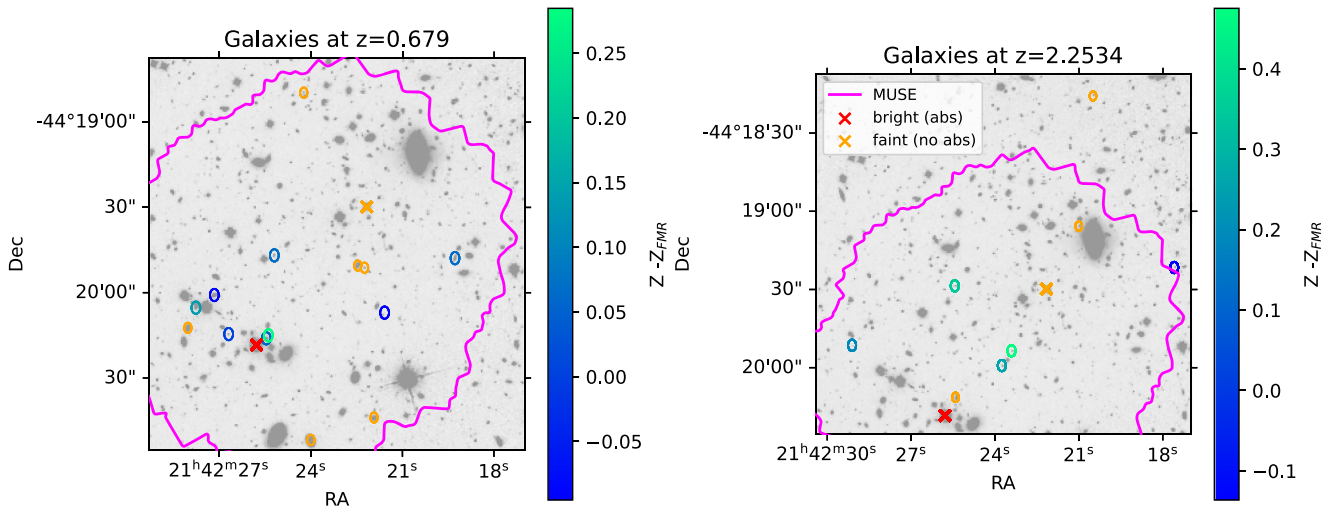 Galaxies at z=0.679
-44°19'00"
30"
20'00"
30"
Dec
21ʰ42ᵐ27ˢ
24ˢ
21ˢ
18ˢ
RA
0.25
0.20
0.15
0.10
0.05
0.00
−0.05
Z -Z_FMR
Galaxies at z=2.2534
MUSE
bright (abs)
faint (no abs)
-44°18'30"
19'00"
30"
20'00"
Dec
21ʰ42ᵐ30ˢ
27ˢ
24ˢ
21ˢ
18ˢ
RA
0.4
0.3
0.2
0.1
0.0
−0.1
Z -Z_FMR